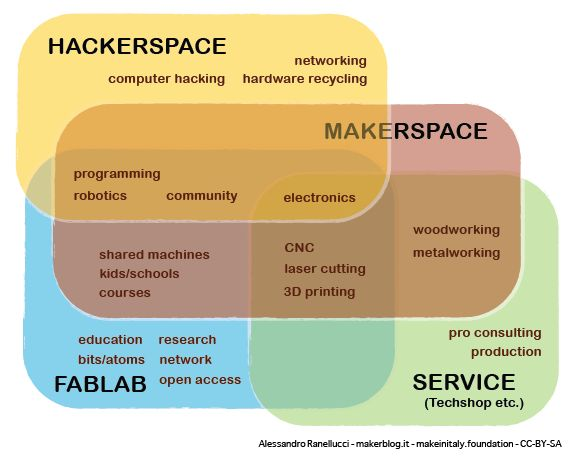 HACKERSPACE
networking
computer hacking hardware recycling
MAKERSPACE
programming
robotics community
electronics
woodworking
metalworking
shared machines
kids/schools
courses
CNC
laser cutting
3D printing
education research
bits/atoms network
open access
FABLAB
pro consulting
production
SERVICE
(Techshop etc.)
Alessandro Ranellucci - makerblog.it - makeinitaly.foundation - CC-BY-SA